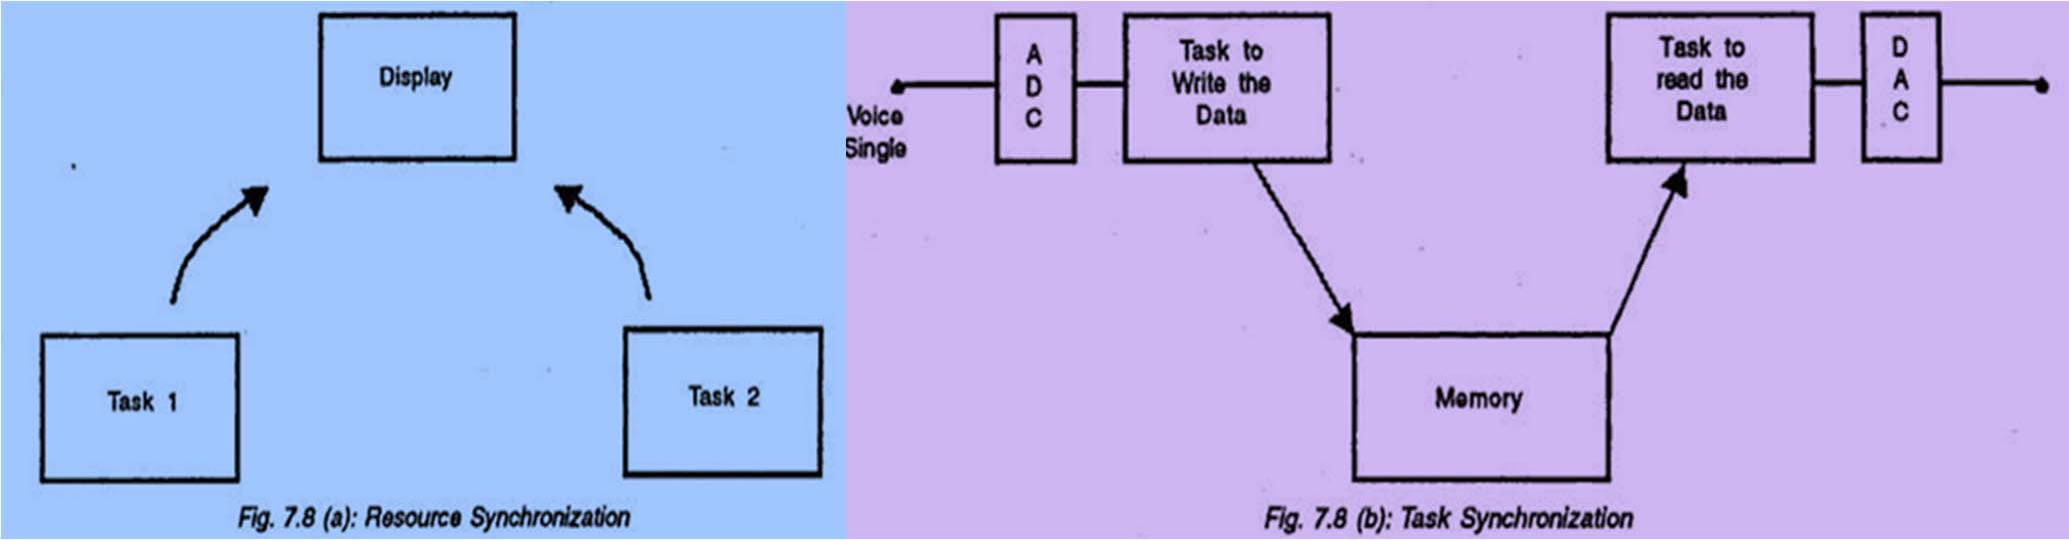 Display
Task 1
Task 2
Fig. 7.8 (a): Resource Synchronization
Voice
Single
A
D
C
Task to
Write the
Data
Task to
read the
Data
D
A
C
Memory
Fig. 7.8 (b): Task Synchronization